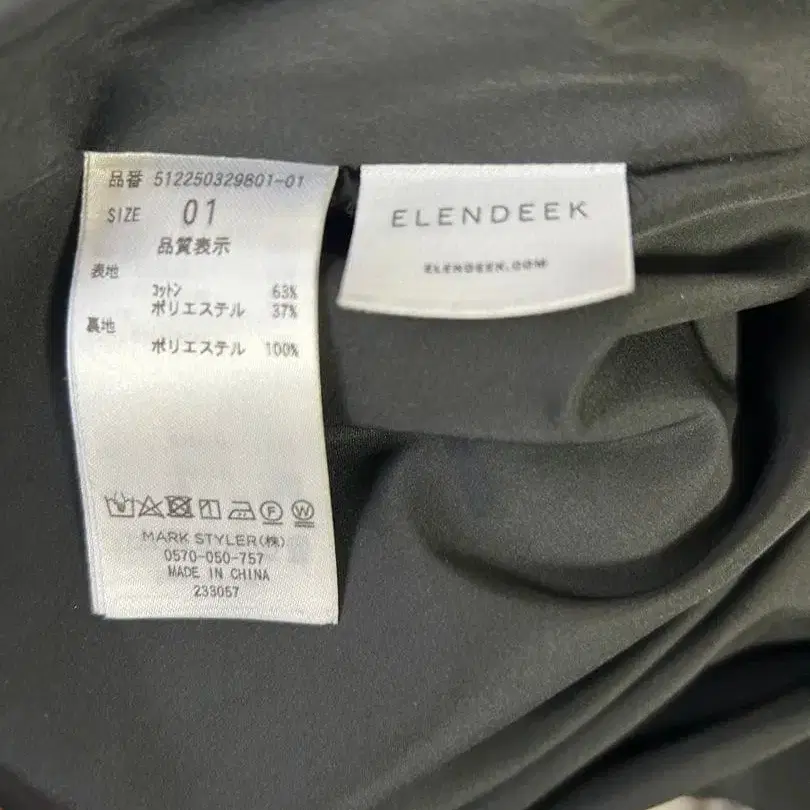 品番 512250329801-01
SIZE 01
品質表示
表地
コットン 63%
ポリエステル 37%
裏地
ポリエステル 100%
F W
MARK STYLER(株)
0570-050-757
MADE IN CHINA
233057
ELENDEEK
ELENDEEK.COM